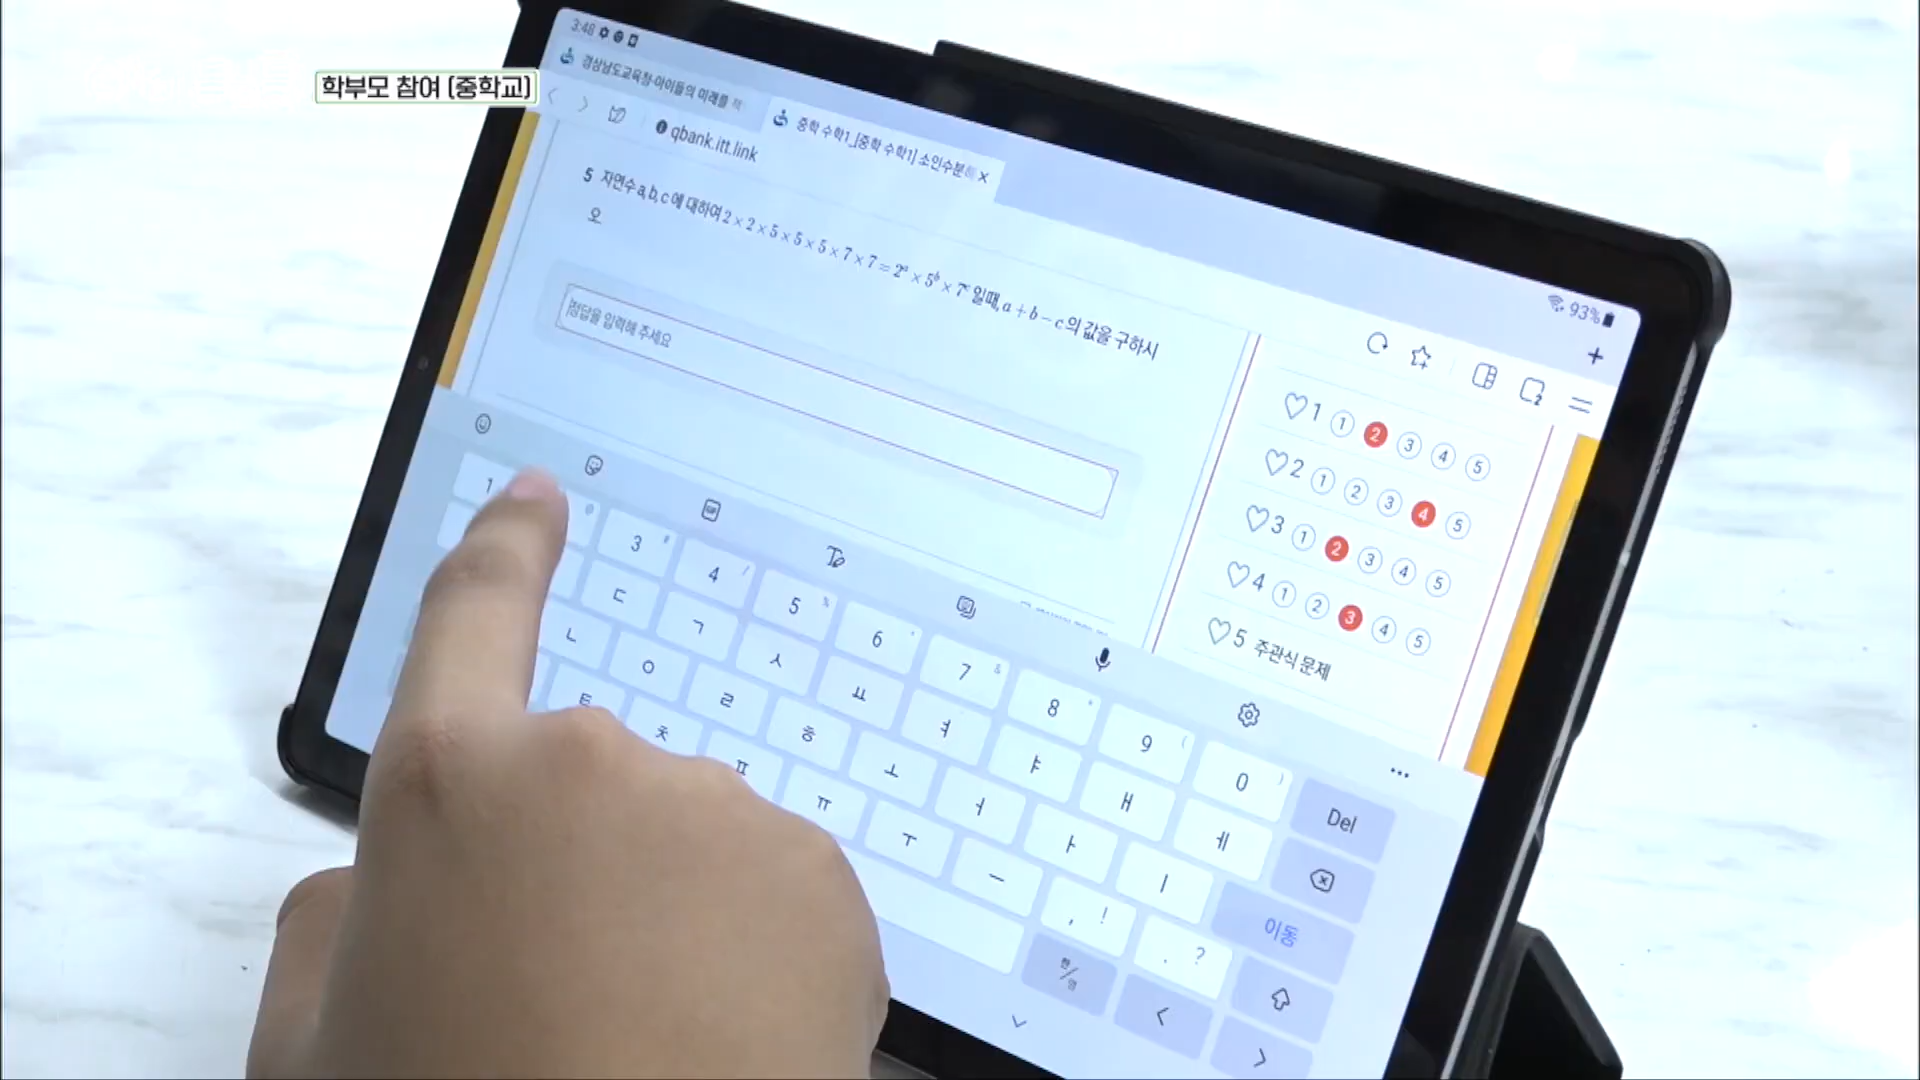 학부모 참여 (중학교)
3:48
93%
경상남도교육청-아이들의 미래를 책
중학 수학1_[중학 수학1] 소인수분해
qbank.itt.link
5 자연수 a, b, c 에 대하여 2 × 2 × 5 × 5 × 5 × 7 × 7 = 2ᵃ × 5ᵇ × 7ᶜ 일때, a + b − c 의 값을 구하시
오
정답을 입력해 주세요
1 1 2 3 4 5
2 1 2 3 4 5
3 1 2 3 4 5
4 1 2 3 4 5
5 주관식 문제
GIF
1 3 4 5 6 7 8 9 0 Del
ㄷ ㄱ ㅅ ㅛ ㅕ ㅑ ㅐ ㅔ
ㄴ ㅇ ㄹ ㅎ ㅗ ㅓ ㅏ ㅣ 이동
ㅌ ㅊ ㅍ ㅠ ㅜ ㅡ , ! . ?
한/영 < >